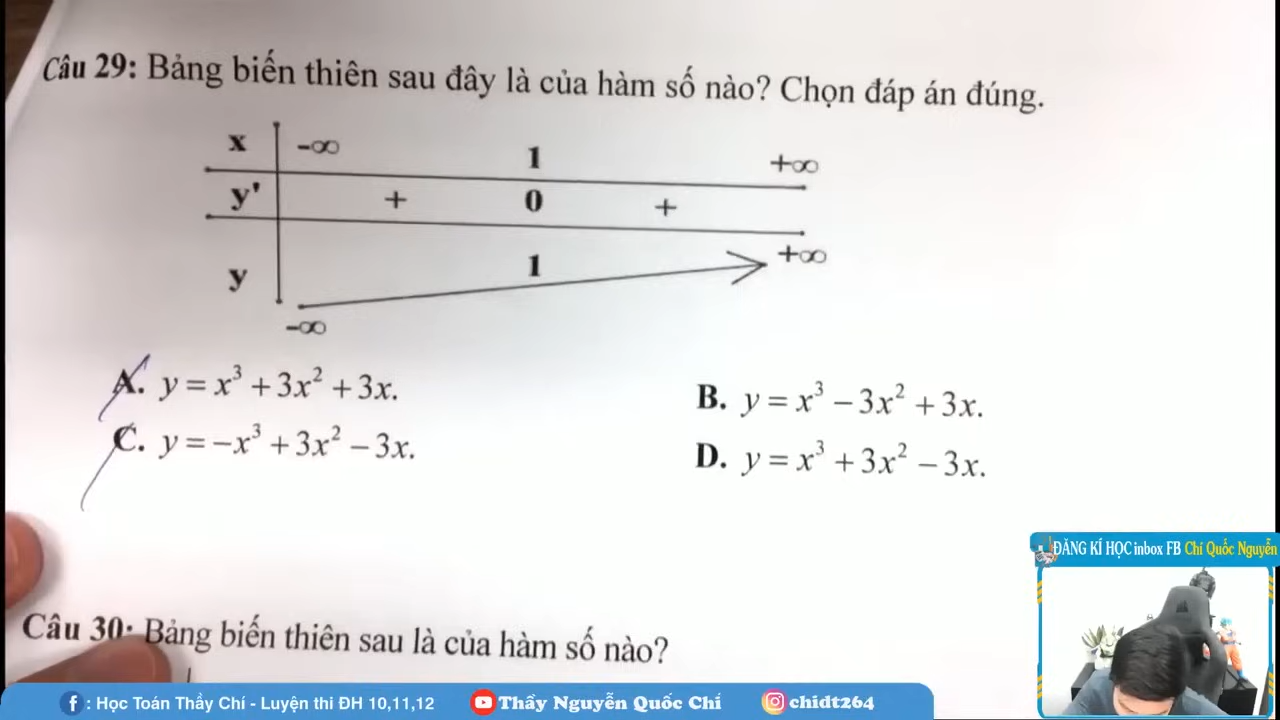 Câu 29: Bảng biến thiên sau đây là của hàm số nào? Chọn đáp án đúng.
x -∞ 1 +∞
y' + 0 +
y -∞ 1 +∞
A. y = x³ + 3x² + 3x. B. y = x³ − 3x² + 3x.
C. y = −x³ + 3x² − 3x. D. y = x³ + 3x² − 3x.
ĐĂNG KÍ HỌC inbox FB Chí Quốc Nguyễn
Câu 30: Bảng biến thiên sau là của hàm số nào?
f : Học Toán Thầy Chí - Luyện thi ĐH 10,11,12 Thầy Nguyễn Quốc Chí chidt264